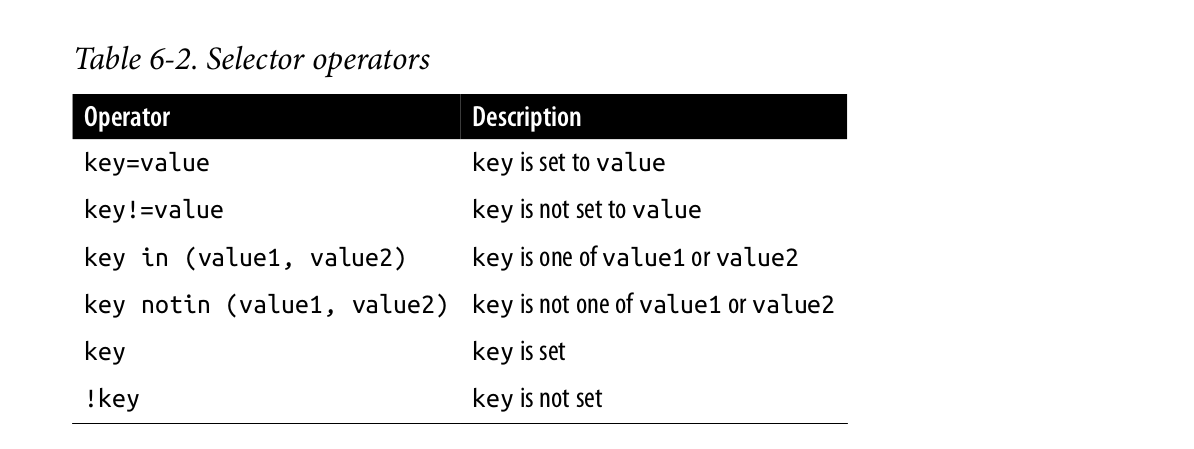 Table 6-2. Selector operators
Operator Description
key=value key is set to value
key!=value key is not set to value
key in (value1, value2) key is one of value1 or value2
key notin (value1, value2) key is not one of value1 or value2
key key is set
!key key is not set